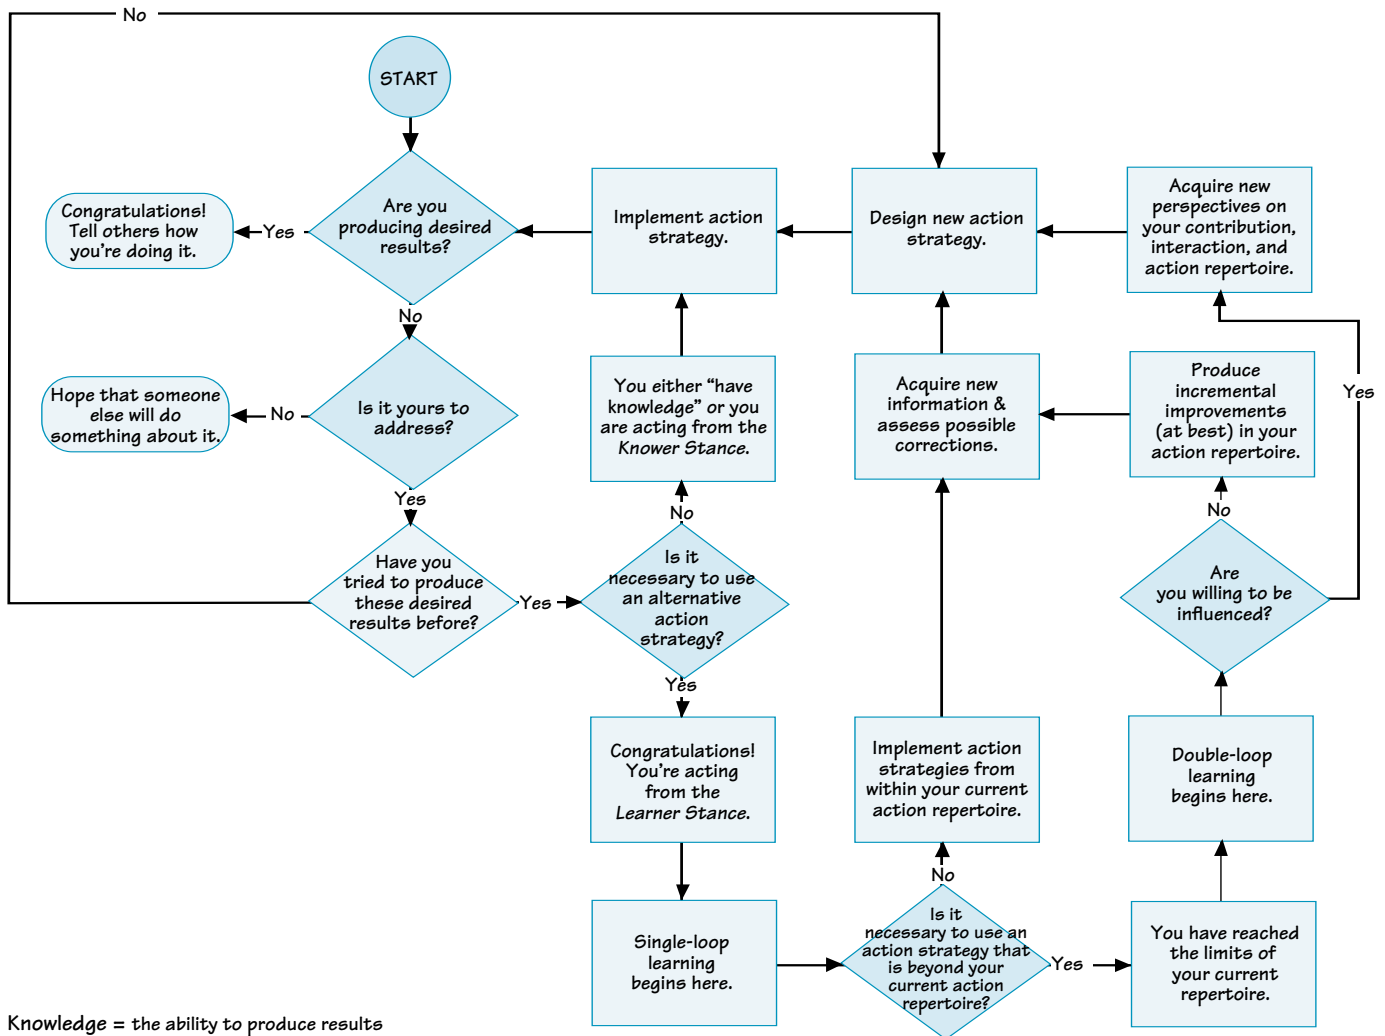 No
START
Are you
producing desired
results?
Yes
Congratulations!
Tell others how
you're doing it.
Implement action
strategy.
Design new action
strategy.
Acquire new
perspectives on
your contribution,
interaction, and
action repertoire.
No
Is it yours to
address?
No
Hope that someone
else will do
something about it.
You either “have
knowledge” or you
are acting from the
Knower Stance.
Acquire new
information &
assess possible
corrections.
Produce
incremental
improvements
(at best) in your
action repertoire.
Yes
Yes
No
No
Have you
tried to produce
these desired
results before?
Yes
Is it
necessary to use
an alternative
action
strategy?
Are
you willing to be
influenced?
Yes
Congratulations!
You're acting
from the
Learner Stance.
Implement action
strategies from
within your current
action repertoire.
Double-loop
learning
begins here.
No
Single-loop
learning
begins here.
Is it
necessary to use an
action strategy that
is beyond your
current action
repertoire?
Yes
You have reached
the limits of
your current
repertoire.
Knowledge = the ability to produce results